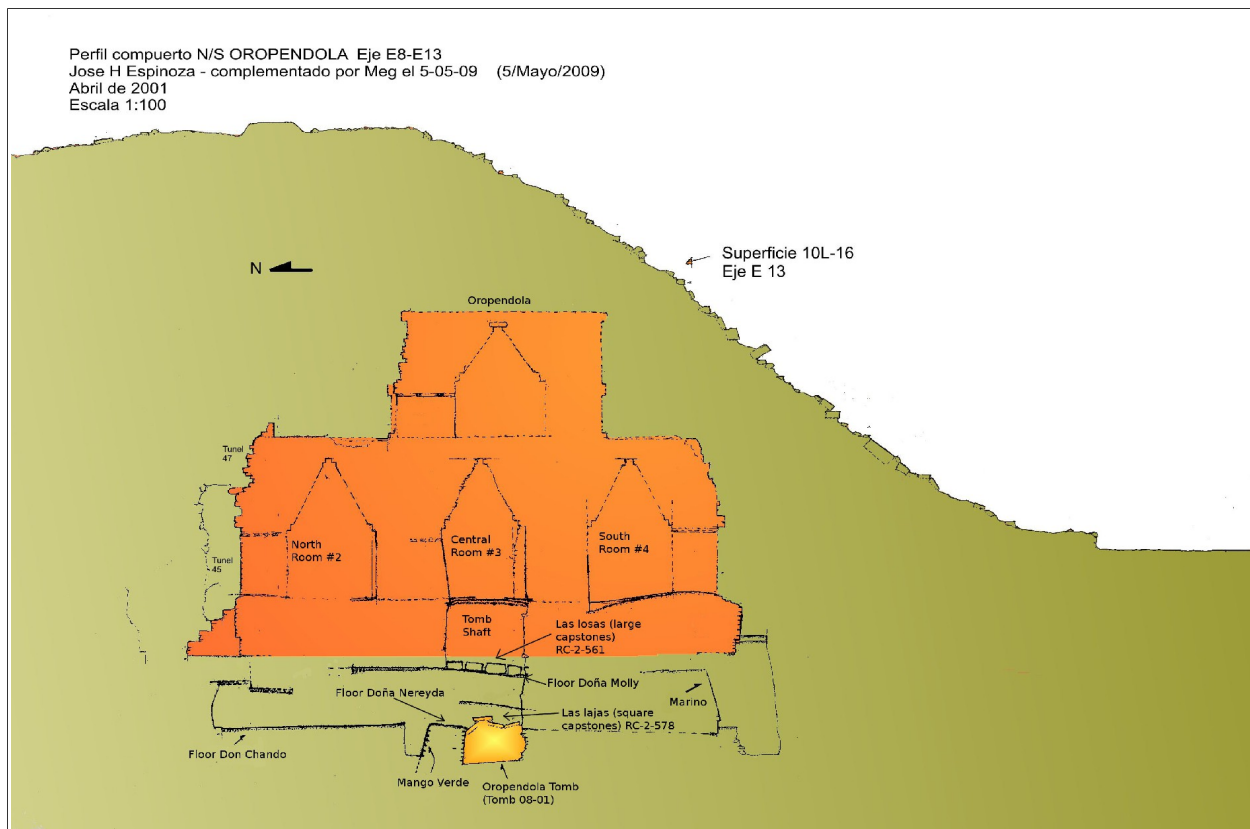 Perfil compuerto N/S OROPENDOLA Eje E8-E13
Jose H Espinoza - complementado por Meg el 5-05-09 (5/Mayo/2009)
Abril de 2001
Escala 1:100
Superficie 10L-16
Eje E 13
N
Oropendola
Tunel
47
North
Room #2
Central
Room #3
South
Room #4
Tunel
45
Tomb
Shaft
Las losas (large
capstones)
RC-2-561
Floor Doña Molly
Floor Doña Nereyda
Marino
Las lajas (square
capstones) RC-2-578
Floor Don Chando
Mango Verde
Oropendola Tomb
(Tomb 08-01)